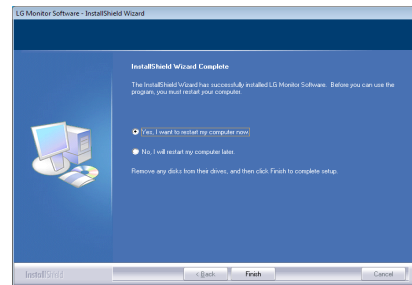 LG Monitor Software - InstallShield Wizard
InstallShield Wizard Complete
The InstallShield Wizard has successfully installed LG Monitor Software. Before you can use the
program, you must restart your computer.
Yes, I want to restart my computer now.
No, I will restart my computer later.
Remove any disks from their drives, and then click Finish to complete setup.
InstallShield
< Back
Finish
Cancel